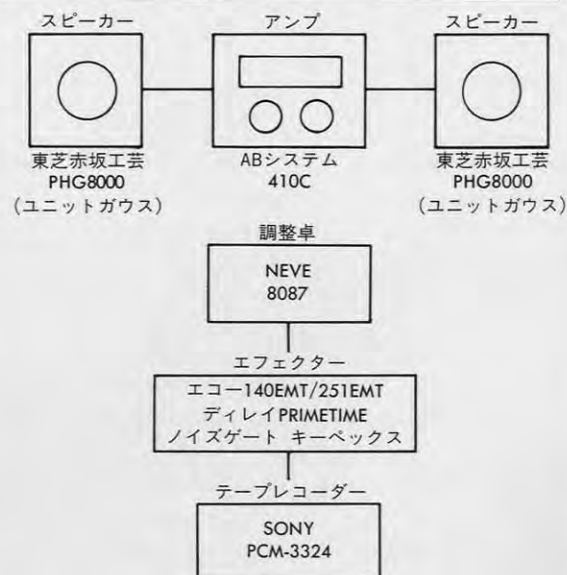 スピーカー
アンプ
スピーカー
東芝赤坂工芸
PHG8000
(ユニットガウス)
ABシステム
410C
東芝赤坂工芸
PHG8000
(ユニットガウス)
調整卓
NEVE
8087
エフェクター
エコー140EMT/251EMT
ディレイPRIMETIME
ノイズゲート キーペックス
テープレコーダー
SONY
PCM-3324